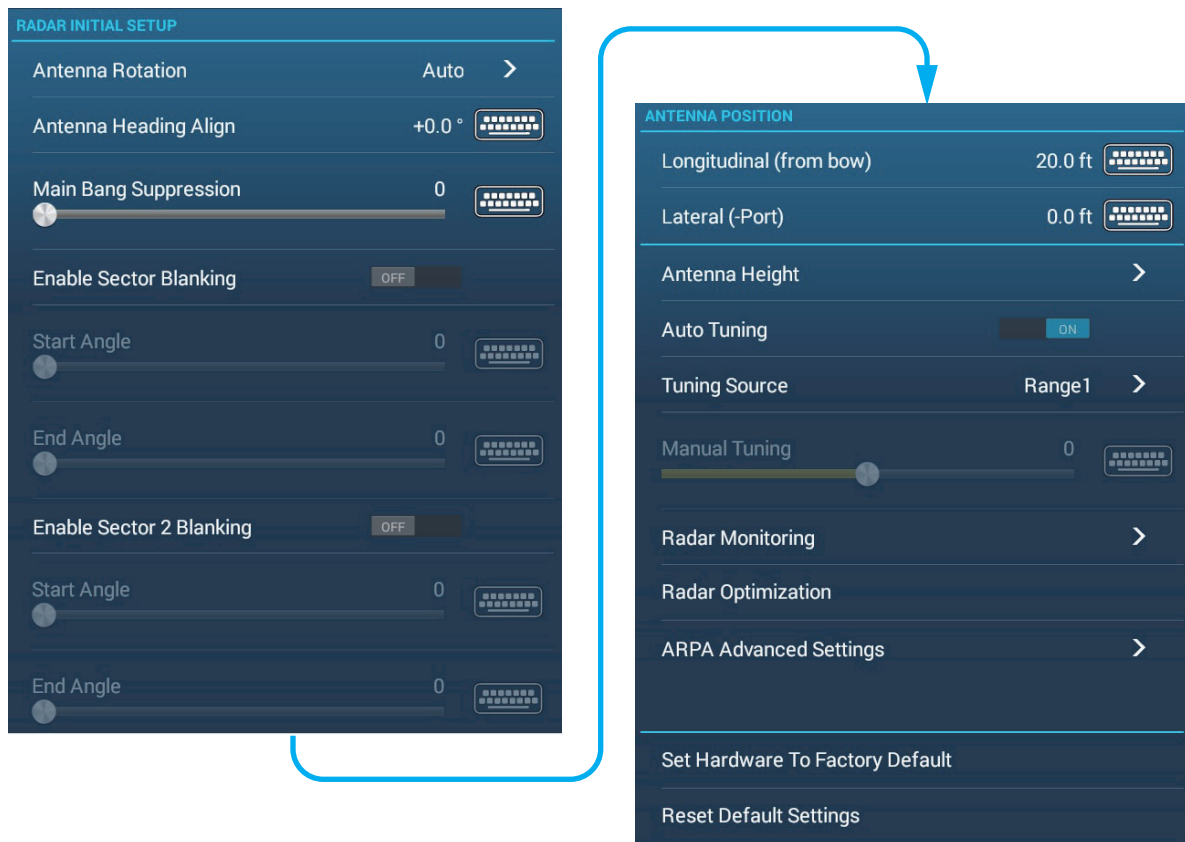 RADAR INITIAL SETUP
Antenna Rotation Auto
Antenna Heading Align +0.0 °
Main Bang Suppression 0
Enable Sector Blanking OFF
Start Angle 0
End Angle 0
Enable Sector 2 Blanking OFF
Start Angle 0
End Angle 0
ANTENNA POSITION
Longitudinal (from bow) 20.0 ft
Lateral (-Port) 0.0 ft
Antenna Height
Auto Tuning ON
Tuning Source Range1
Manual Tuning 0
Radar Monitoring
Radar Optimization
ARPA Advanced Settings
Set Hardware To Factory Default
Reset Default Settings